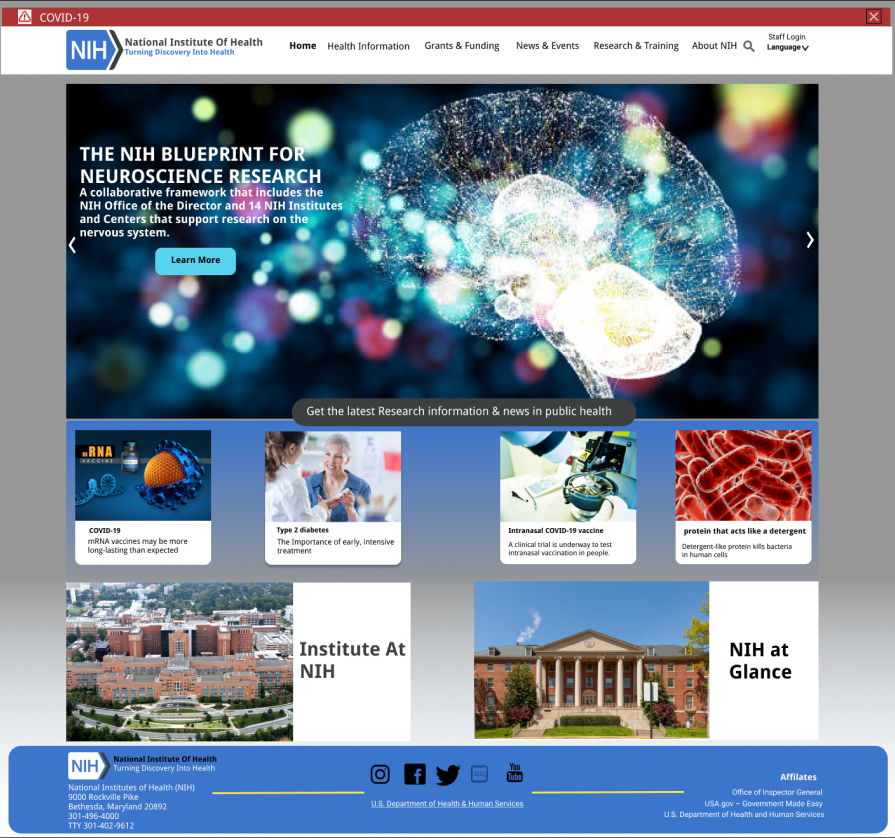 COVID-19
NIH
National Institute Of Health
Turning Discovery Into Health
Home
Health Information
Grants & Funding
News & Events
Research & Training
About NIH
Staff Login
Language
THE NIH BLUEPRINT FOR
NEUROSCIENCE RESEARCH
A collaborative framework that includes the
NIH Office of the Director and 14 NIH Institutes
and Centers that support research on the
nervous system.
Learn More
Get the latest Research information & news in public health
mRNA
VACCINE
COVID-19
mRNA vaccines may be more
long-lasting than expected
Type 2 diabetes
The Importance of early, intensive
treatment
Intranasal COVID-19 vaccine
A clinical trial is underway to test
intranasal vaccination in people.
protein that acts like a detergent
Detergent-like protein kills bacteria
in human cells
Institute At
NIH
NIH at
Glance
NIH
National Institute Of Health
Turning Discovery Into Health
National Institutes of Health (NIH)
9000 Rockville Pike
Bethesda, Maryland 20892
301-496-4000
TTY 301-402-9612
You
Tube
U.S. Department of Health & Human Services
Affilates
Office of Inspector General
USA.gov – Government Made Easy
U.S. Department of Health and Human Services